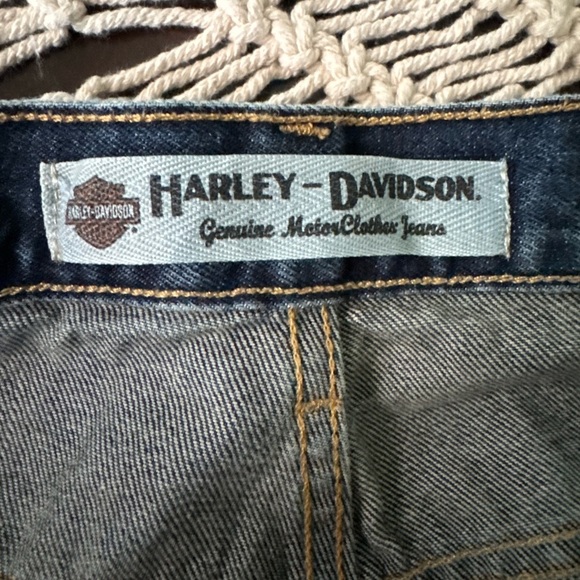 HARLEY-DAVIDSON
HARLEY-DAVIDSON.
Genuine MotorClothes Jeans